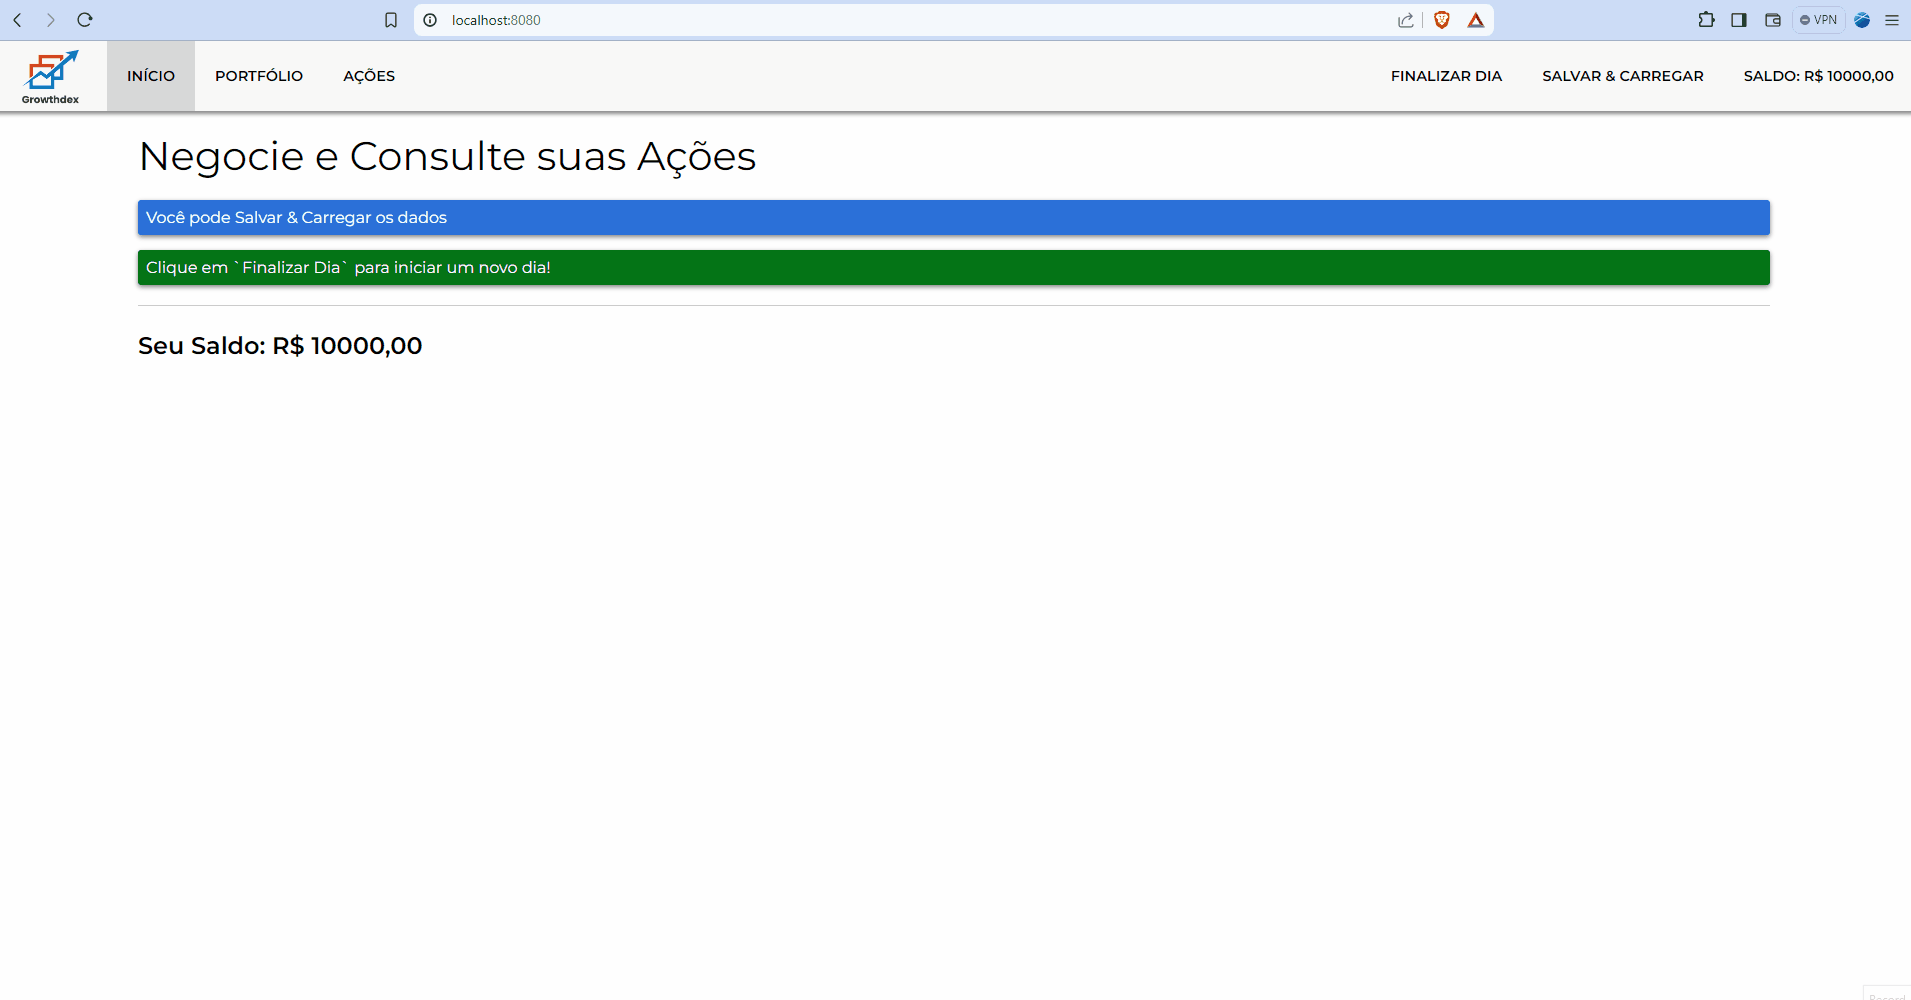 localhost:8080
VPN
Growthdex
INÍCIO
PORTFÓLIO
AÇÕES
FINALIZAR DIA
SALVAR & CARREGAR
SALDO: R$ 10000,00
Negocie e Consulte suas Ações
Você pode Salvar & Carregar os dados
Clique em `Finalizar Dia` para iniciar um novo dia!
Seu Saldo: R$ 10000,00